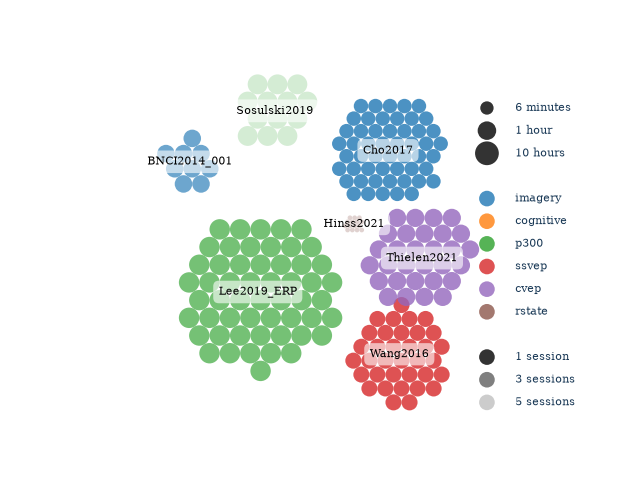 Sosulski2019
BNCI2014_001
Cho2017
Hinss2021
Thielen2021
Lee2019_ERP
Wang2016
6 minutes
1 hour
10 hours
imagery
cognitive
p300
ssvep
cvep
rstate
1 session
3 sessions
5 sessions